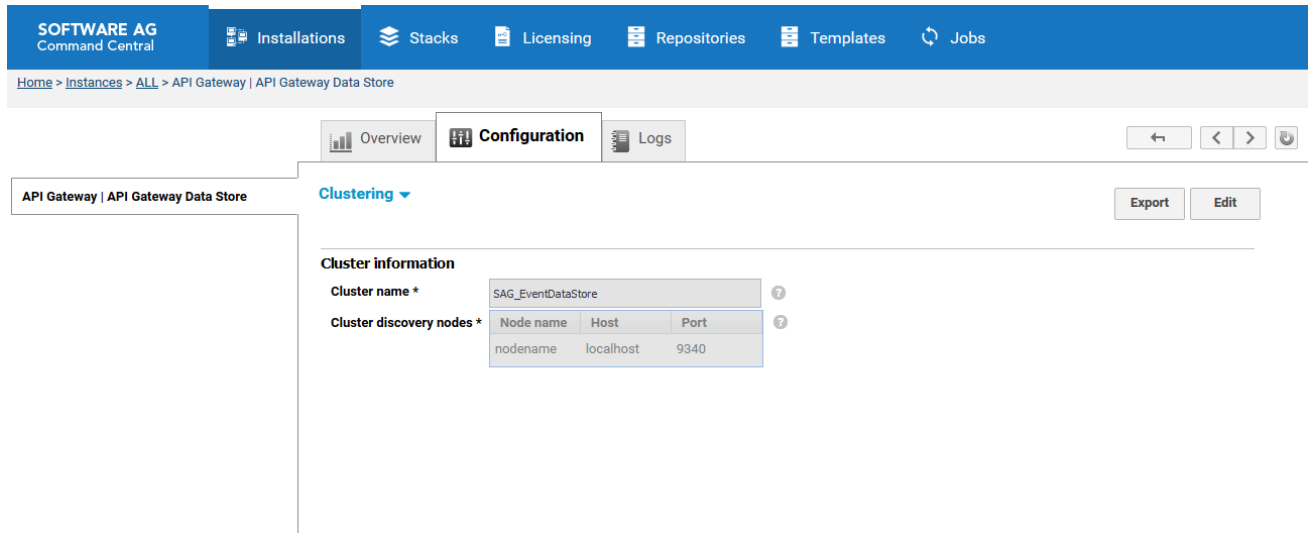 SOFTWARE AG
Command Central
Installations Stacks Licensing Repositories Templates Jobs
Home > Instances > ALL > API Gateway | API Gateway Data Store
Overview Configuration Logs
API Gateway | API Gateway Data Store
Clustering
Export Edit
Cluster information
Cluster name * SAG_EventDataStore
Cluster discovery nodes * Node name Host Port
nodename localhost 9340